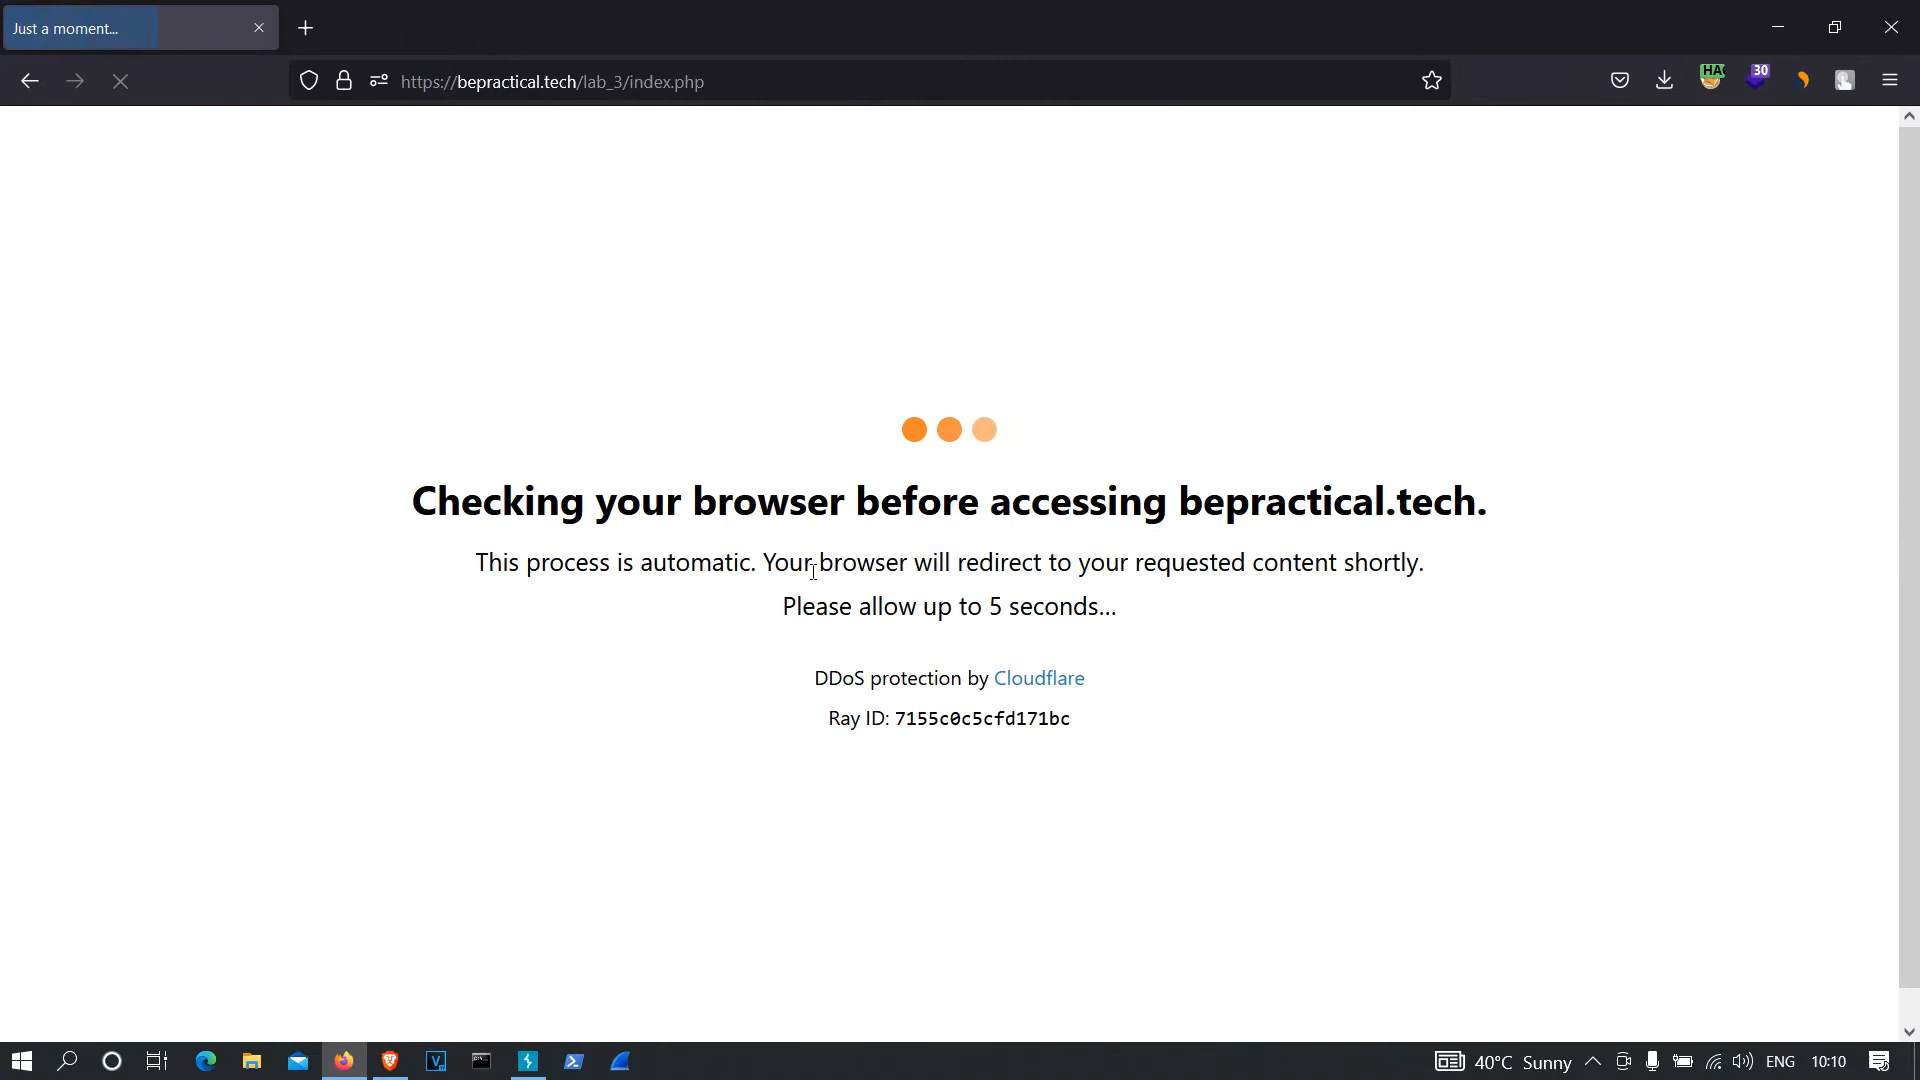 Just a moment...
https://bepractical.tech/lab_3/index.php
HA
30
Checking your browser before accessing bepractical.tech.
This process is automatic. Your browser will redirect to your requested content shortly.
Please allow up to 5 seconds...
DDoS protection by Cloudflare
Ray ID: 7155c0c5cfd171bc
V
40°C Sunny
ENG
10:10